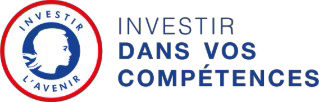 INVESTIR
L'AVENIR
INVESTIR
DANS VOS
COMPÉTENCES